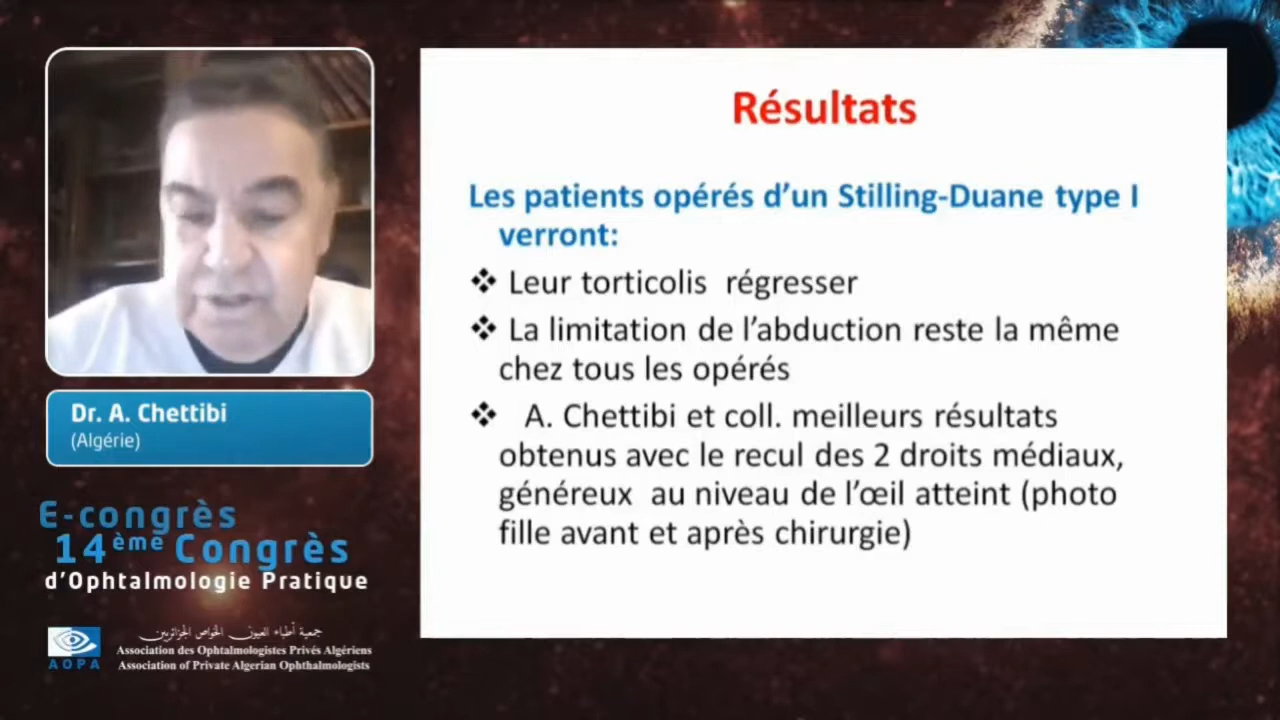 Résultats
Les patients opérés d’un Stilling-Duane type I
verront:
❖ Leur torticolis régresser
❖ La limitation de l’abduction reste la même
chez tous les opérés
❖ A. Chettibi et coll. meilleurs résultats
obtenus avec le recul des 2 droits médiaux,
généreux au niveau de l’œil atteint (photo
fille avant et après chirurgie)
Dr. A. Chettibi
(Algérie)
E-congrès
14ème Congrès
d’Ophtalmologie Pratique
AOPA
جمعية أطباء العيون الخواص الجزائريين
Association des Ophtalmologistes Privés Algériens
Association of Private Algerian Ophthalmologists